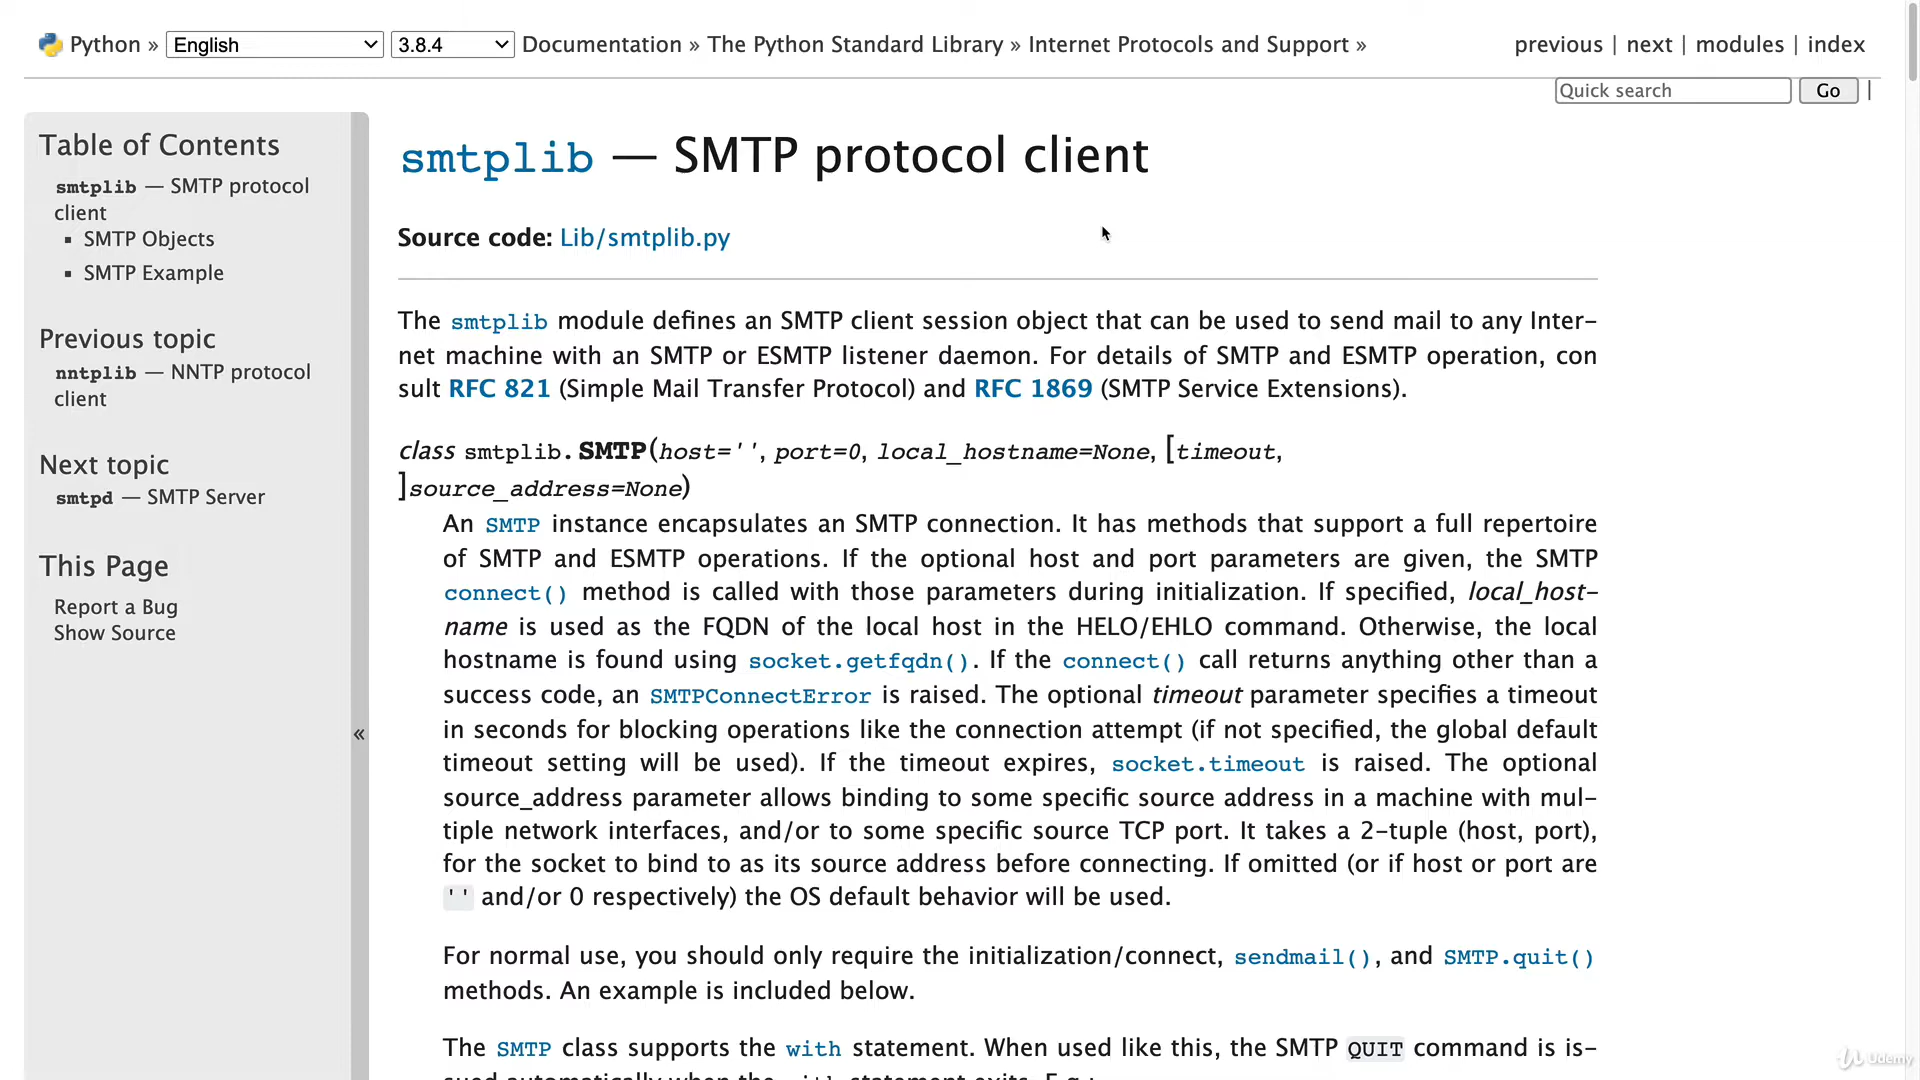 Python » English 3.8.4 Documentation » The Python Standard Library » Internet Protocols and Support » previous | next | modules | index
Quick search Go |
Table of Contents
smtplib — SMTP protocol
client
▪ SMTP Objects
▪ SMTP Example
Previous topic
nntplib — NNTP protocol
client
Next topic
smtpd — SMTP Server
This Page
Report a Bug
Show Source
«
smtplib — SMTP protocol client
Source code: Lib/smtplib.py
The smtplib module defines an SMTP client session object that can be used to send mail to any Inter-
net machine with an SMTP or ESMTP listener daemon. For details of SMTP and ESMTP operation, con
sult RFC 821 (Simple Mail Transfer Protocol) and RFC 1869 (SMTP Service Extensions).
class smtplib.SMTP(host='', port=0, local_hostname=None, [timeout,
]source_address=None)
An SMTP instance encapsulates an SMTP connection. It has methods that support a full repertoire
of SMTP and ESMTP operations. If the optional host and port parameters are given, the SMTP
connect() method is called with those parameters during initialization. If specified, local_host-
name is used as the FQDN of the local host in the HELO/EHLO command. Otherwise, the local
hostname is found using socket.getfqdn(). If the connect() call returns anything other than a
success code, an SMTPConnectError is raised. The optional timeout parameter specifies a timeout
in seconds for blocking operations like the connection attempt (if not specified, the global default
timeout setting will be used). If the timeout expires, socket.timeout is raised. The optional
source_address parameter allows binding to some specific source address in a machine with mul-
tiple network interfaces, and/or to some specific source TCP port. It takes a 2-tuple (host, port),
for the socket to bind to as its source address before connecting. If omitted (or if host or port are
'' and/or 0 respectively) the OS default behavior will be used.
For normal use, you should only require the initialization/connect, sendmail(), and SMTP.quit()
methods. An example is included below.
The SMTP class supports the with statement. When used like this, the SMTP QUIT command is is-
sued automatically when the with statement exits. E.g.:
Udemy